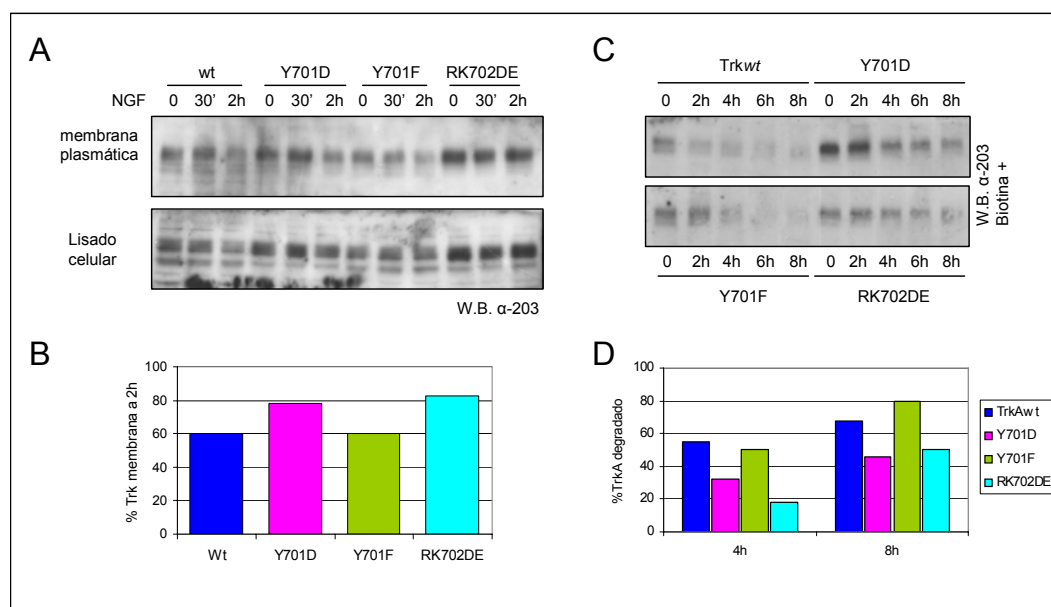 A
wt Y701D Y701F RK702DE
NGF 0 30’ 2h 0 30’ 2h 0 30’ 2h 0 30’ 2h
membrana
plasmática
Lisado
celular
W.B. α-203
C
Trkwt Y701D
0 2h 4h 6h 8h 0 2h 4h 6h 8h
W.B. α-203
Biotina +
0 2h 4h 6h 8h 0 2h 4h 6h 8h
Y701F RK702DE
B
% Trk membrana a 2h
100
80
60
40
20
0
Wt Y701D Y701F RK702DE
D
%TrkA degradado
100
80
60
40
20
0
4h 8h
TrkAwt
Y701D
Y701F
RK702DE